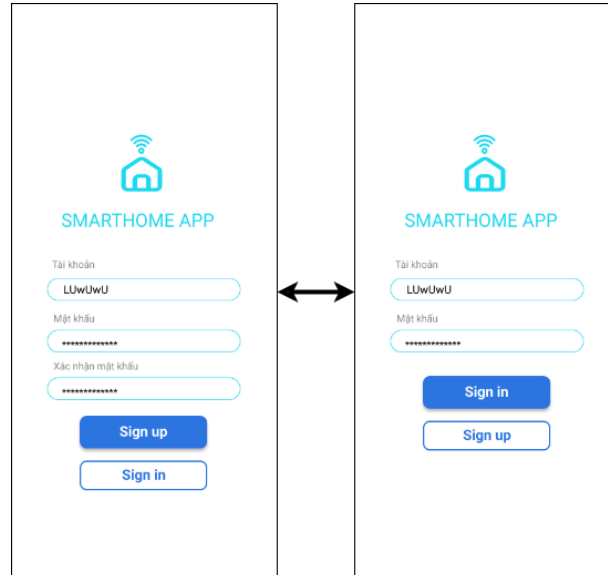 SMARTHOME APP
Tài khoản
LUwUwU
Mật khẩu
*************
Xác nhận mật khẩu
*************
Sign up
Sign in
SMARTHOME APP
Tài khoản
LUwUwU
Mật khẩu
*************
Sign in
Sign up